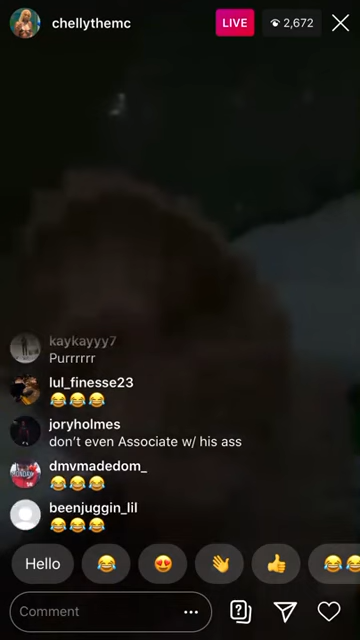 chellythemc
LIVE
2,672
kaykayyy7
Purrrrrr
lul_finesse23
😂😂😂
joryholmes
don't even Associate w/ his ass
dmvmadedom_
😂😂😂
beenjuggin_lil
😂😂😂
Hello
Comment